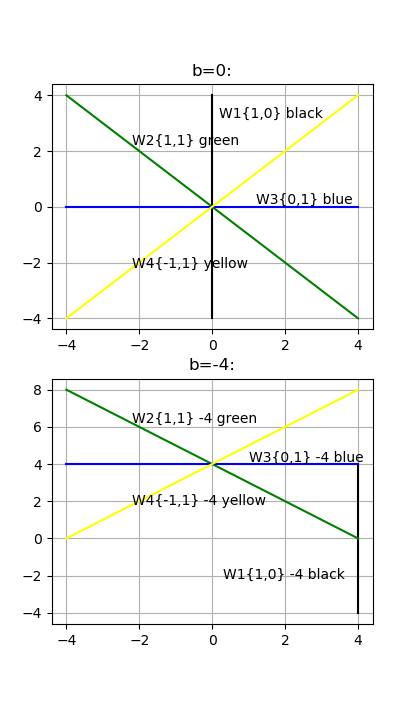 b=0:
4
W1{1,0} black
W2{1,1} green
2
W3{0,1} blue
0
W4{-1,1} yellow
−2
−4
−4 −2 0 2 4
b=-4:
8
W2{1,1} -4 green
6
W3{0,1} -4 blue
4
W4{-1,1} -4 yellow
2
0
W1{1,0} -4 black
−2
−4
−4 −2 0 2 4